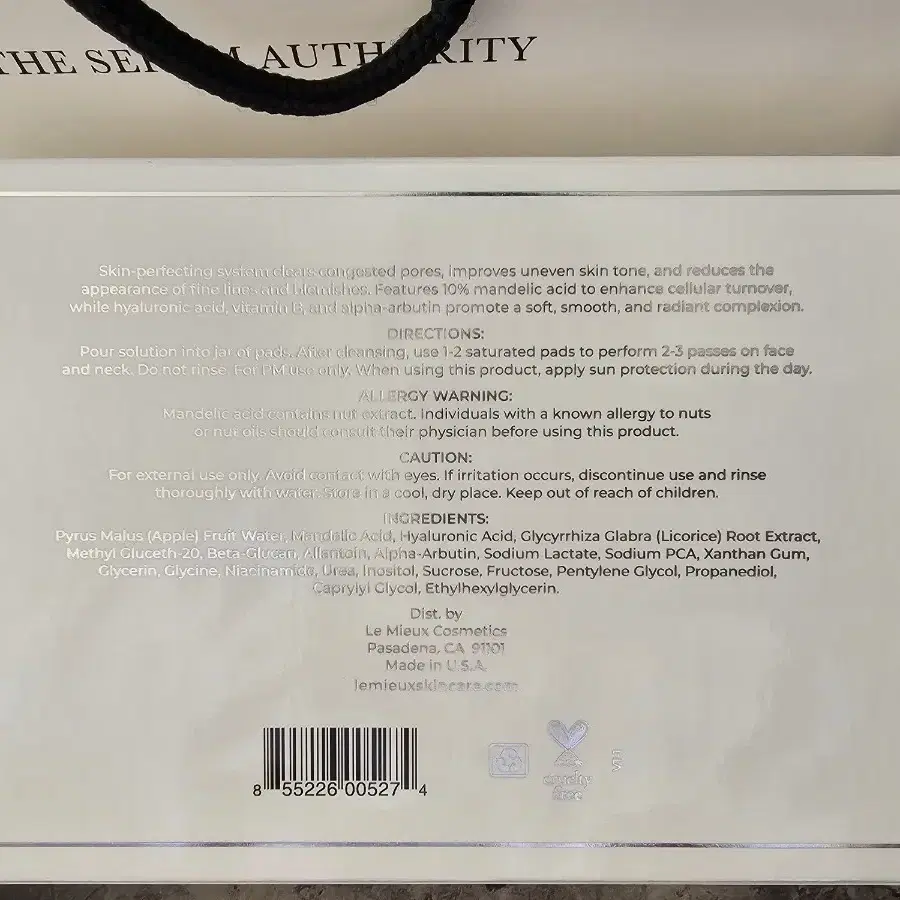 THE SE M AUTH RITY
Skin-perfecting system clears congested pores, improves uneven skin tone, and reduces the
appearance of fine lines and blemishes. Features 10% mandelic acid to enhance cellular turnover,
while hyaluronic acid, vitamin B, and alpha-arbutin promote a soft, smooth, and radiant complexion.
DIRECTIONS:
Pour solution into jar of pads. After cleansing, use 1-2 saturated pads to perform 2-3 passes on face
and neck. Do not rinse. For PM use only. When using this product, apply sun protection during the day.
ALLERGY WARNING:
Mandelic acid contains nut extract. Individuals with a known allergy to nuts
or nut oils should consult their physician before using this product.
CAUTION:
For external use only. Avoid contact with eyes. If irritation occurs, discontinue use and rinse
thoroughly with water. Store in a cool, dry place. Keep out of reach of children.
INGREDIENTS:
Pyrus Malus (Apple) Fruit Water, Mandelic Acid, Hyaluronic Acid, Glycyrrhiza Glabra (Licorice) Root Extract,
Methyl Gluceth-20, Beta-Glucan, Allantoin, Alpha-Arbutin, Sodium Lactate, Sodium PCA, Xanthan Gum,
Glycerin, Glycine, Niacinamide, Urea, Inositol, Sucrose, Fructose, Pentylene Glycol, Propanediol,
Caprylyl Glycol, Ethylhexylglycerin.
Dist. by
Le Mieux Cosmetics
Pasadena, CA 91101
Made in U.S.A.
lemieuxskincare.com
8 55226 00527 4
cruelty
free